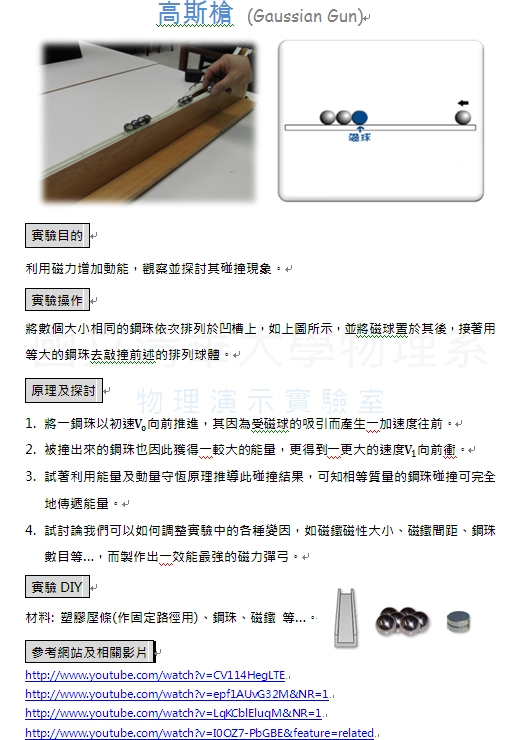 高斯槍 (Gaussian Gun)
磁球
實驗目的
利用磁力增加動能，觀察並探討其碰撞現象。
實驗操作
將數個大小相同的鋼珠依次排列於凹槽上，如上圖所示，並將磁球置於其後，接著用
等大的鋼珠去敲撞前述的排列球體。
國立清華大學物理系
原理及探討
物理演示實驗室
1. 將一鋼珠以初速V₀向前推進，其因為受磁球的吸引而產生一加速度往前。
2. 被撞出來的鋼珠也因此獲得一較大的能量，更得到一更大的速度V₁向前衝。
3. 試著利用能量及動量守恆原理推導此碰撞結果，可知相等質量的鋼珠碰撞可完全
地傳遞能量。
4. 試討論我們可以如何調整實驗中的各種變因，如磁鐵磁性大小、磁鐵間距、鋼珠
數目等…，而製作出一效能最強的磁力彈弓。
實驗 DIY
材料: 塑膠壓條(作固定路徑用)、鋼珠、磁鐵 等…。
參考網站及相關影片
http://www.youtube.com/watch?v=CV114HegLTE
http://www.youtube.com/watch?v=epf1AUvG32M&NR=1
http://www.youtube.com/watch?v=LqKCblEluqM&NR=1
http://www.youtube.com/watch?v=I0OZ7-PbGBE&feature=related